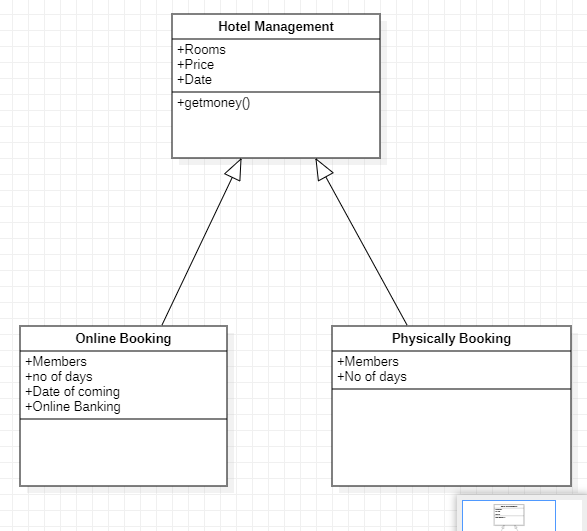 Hotel Management
+Rooms
+Price
+Date
+getmoney()
Online Booking
+Members
+no of days
+Date of coming
+Online Banking
Physically Booking
+Members
+No of days